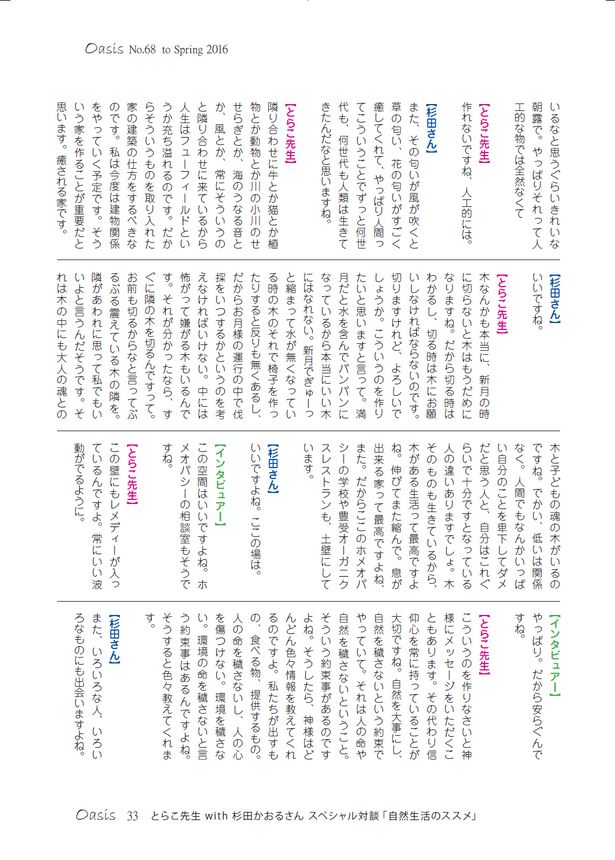 Oasis No.68 to Spring 2016
いるなと思うぐらいきれいな
朝露で。やっぱりそれって人
工的な物では全然なくて
【とらこ先生】
作れないですね、人工的には。
【杉田さん】
また、その匂いが風が吹くと
草の匂い、花の匂いがすごく
癒してくれて、やっぱり人間っ
てこういうことでずっと何世
代も、何世代も人類は生きて
きたんだなと思いますね。
【とらこ先生】
隣り合わせに牛とか猫とか植
物とか動物とか川の小川のせ
せらぎとか、海のうなる音と
か、風とか、常にそういうの
と隣り合わせに来ているから
人生はフューフィールドとい
うか充ち溢れるのです。だか
らそういうものを取り入れた
家の建築の仕方をするべきな
のです。私は今度は建物関係
をやっていく予定です。そう
いう家を作ることが重要だと
思います。癒される家です。
【杉田さん】
いいですね。
【とらこ先生】
木なんかも本当に、新月の時
に切らないと木はもうだめに
なりますね。だから切る時は
わかるし、切る時は木にお願
いしなければならないのです。
切りますけれど、よろしいで
しょうか。こういうのを作り
たいと思いますと言って。満
月だと水を含んでパンパンに
なっているから本当にいい木
にはなれない。新月でぎゅーっ
と縮まって水が無くなってい
る時の木のそれで椅子を作っ
たりすると反りも無くあるし、
だからお月様の運行の中で伐
採をいつするかというのを考
えなければいけない。中には
怖がって嫌がる木もいるんで
す。それが分かったなら、す
ぐに隣の木を切るんですって。
お前も切るからなと言ってぶ
るぶる震えている木の隣を。
隣があわれに思って私でもい
いよと言うんだそうです。そ
れは木の中にも大人の魂との
木と子どもの魂の木がいるの
ですね。でかい、低いは関係
なく。人間でもなんかいっぱ
い自分のことを卑下してダメ
だと思う人と、自分はこれぐ
らいで十分ですとなっている
人の違いありますでしょ。木
そのものも生きているから、
木がある生活って最高ですよ
ね。伸びてまた縮んで。息が
出来る家って最高ですよね、
また。だからここのホメオパ
シーの学校や豊受オーガニク
スレストランも、土壁にして
います。
【杉田さん】
いいですよね。ここの場は。
【インタビュアー】
この空間はいいですよね。ホ
メオパシーの相談室もそうで
すね。
【とらこ先生】
この壁にもレメディーが入っ
ているんですよ。常にいい波
動がでるように。
【インタビュアー】
やっぱり。だから安らぐんで
すね。
【とらこ先生】
こういうのを作りなさいと神
様にメッセージをいただくこ
ともあります。その代わり信
仰心を常に持っていることが
大切ですね。自然を大事にし、
自然を穢さないという約束で
やっていて。それは人の命や
自然を穢さないということ。
そういう約束事があるのです
よね。そうしたら、神様はど
んどん色々情報を教えてくれ
るのですよ。私たちが出すも
の、食べる物、提供するもの。
人の命を穢さないし、人の心
を傷つけない。環境を穢さな
い。環境の命を穢さないと言
う約束事はあるんですよね。
そうすると色々教えてくれま
す。
【杉田さん】
また、いろいろな人、いろい
ろなものにも出会いますよね。
Oasis 33 とらこ先生 with 杉田かおるさん スペシャル対談「自然生活のススメ」